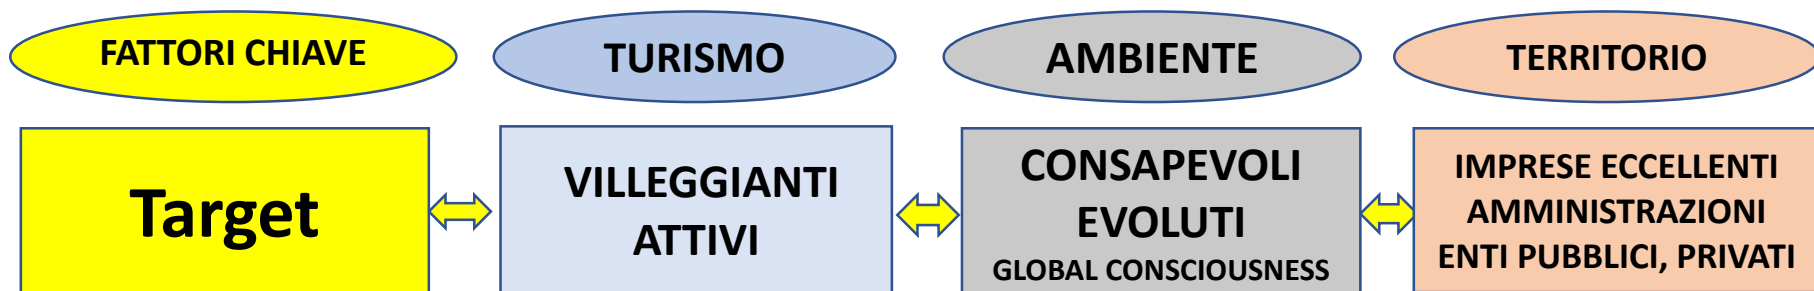 FATTORI CHIAVE
TURISMO
AMBIENTE
TERRITORIO
Target
VILLEGGIANTI
ATTIVI
CONSAPEVOLI
EVOLUTI
GLOBAL CONSCIOUSNESS
IMPRESE ECCELLENTI
AMMINISTRAZIONI
ENTI PUBBLICI, PRIVATI